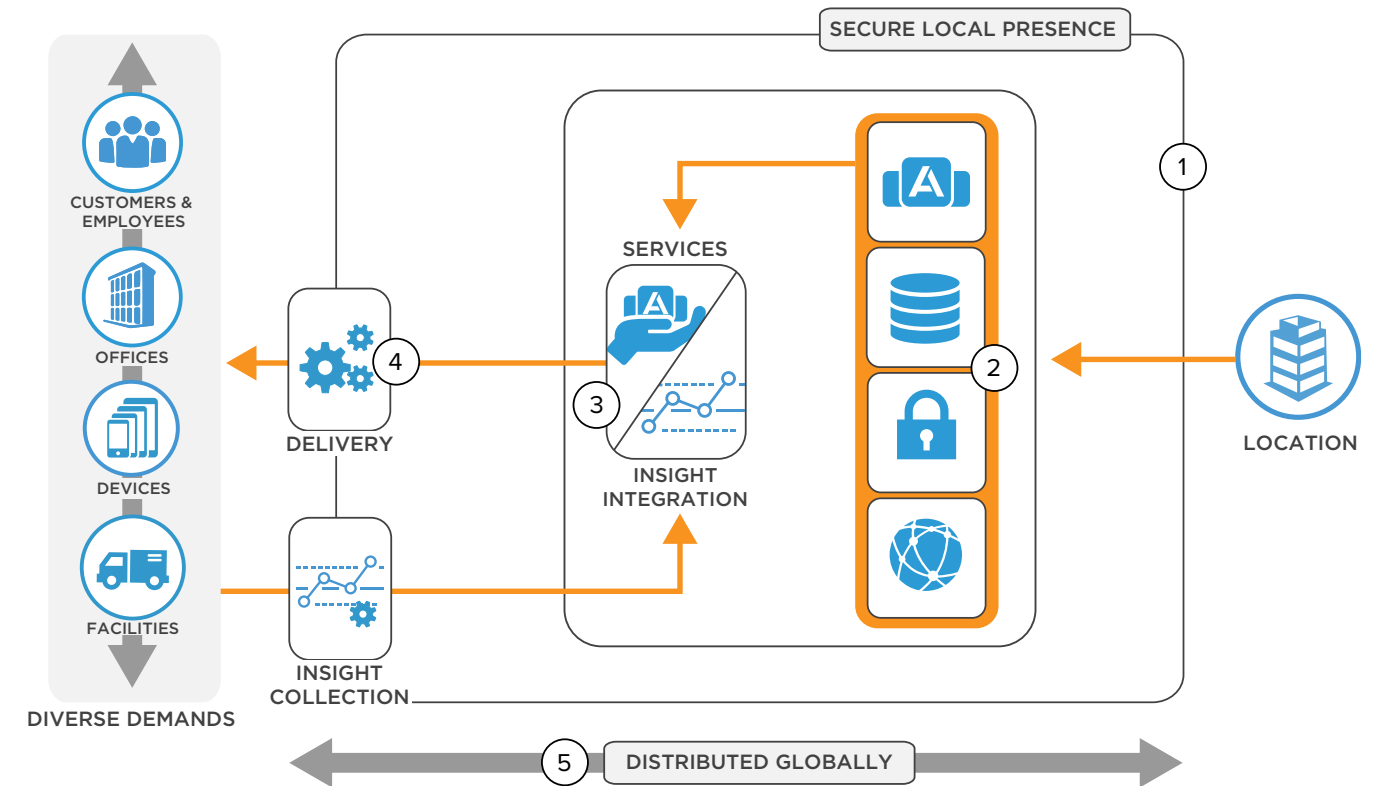 SECURE LOCAL PRESENCE
1
CUSTOMERS &
EMPLOYEES
OFFICES
DEVICES
FACILITIES
DIVERSE DEMANDS
4
DELIVERY
INSIGHT
COLLECTION
SERVICES
A
3
INSIGHT
INTEGRATION
A
2
LOCATION
5
DISTRIBUTED GLOBALLY